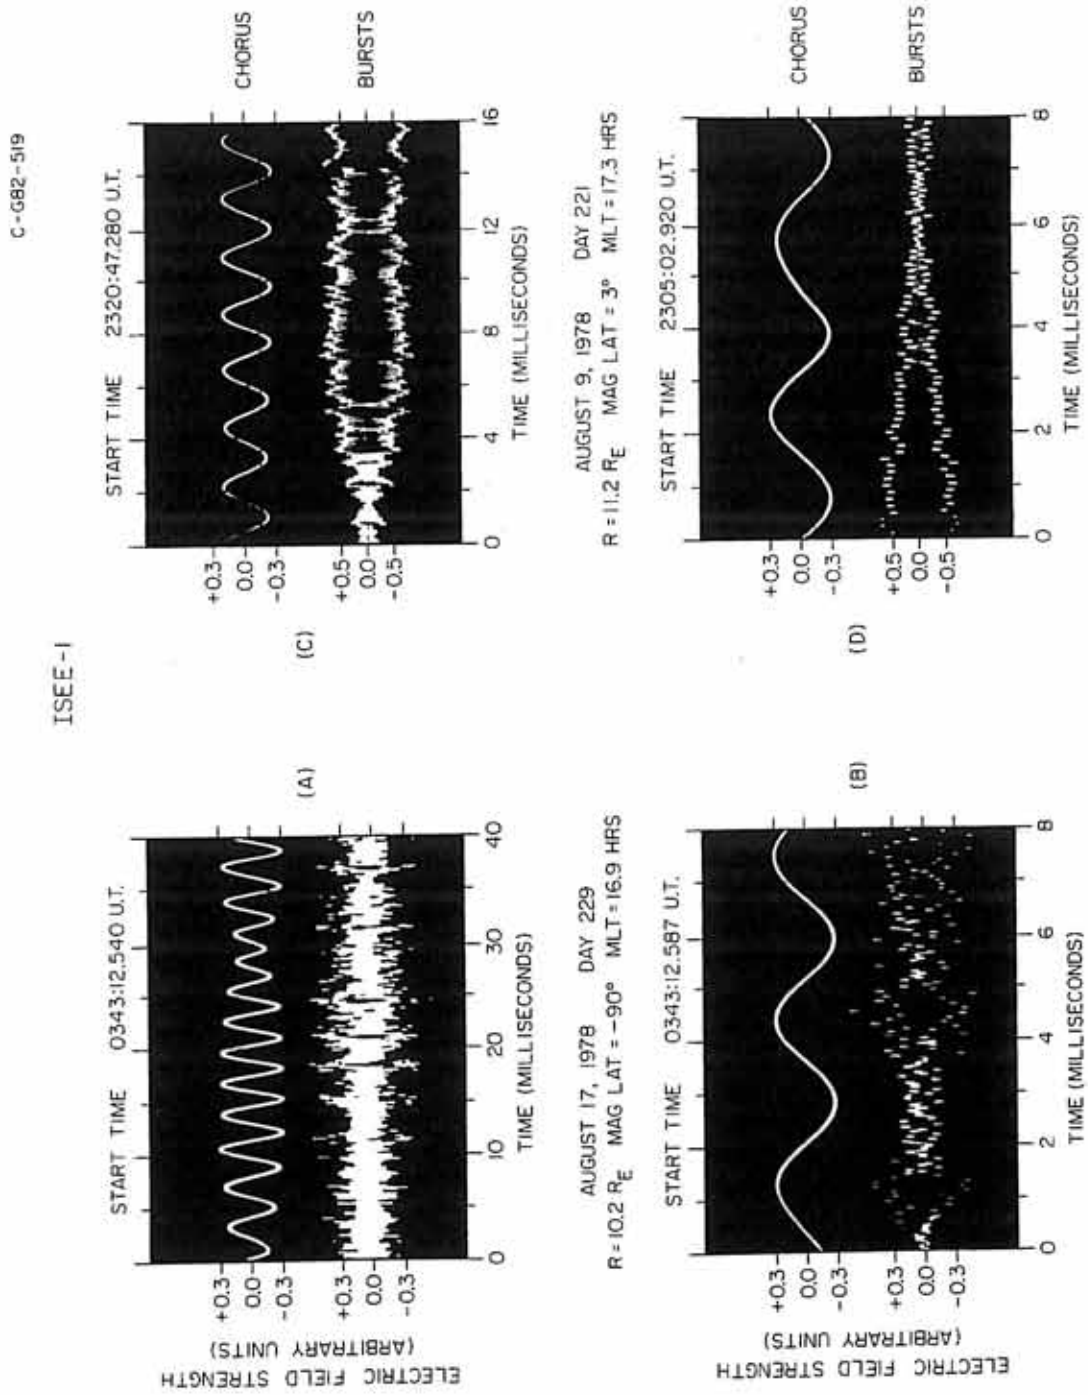 C-G82-519
ISEE-1
START TIME 0343:12.540 U.T.
+0.3
0.0
-0.3
+0.3
0.0
-0.3
0 10 20 30 40
TIME (MILLISECONDS)
(A)
START TIME 2320:47.280 U.T.
+0.3
0.0
-0.3
CHORUS
+0.5
0.0
-0.5
BURSTS
0 4 8 12 16
TIME (MILLISECONDS)
(C)
ELECTRIC FIELD STRENGTH
(ARBITRARY UNITS)
AUGUST 17, 1978 DAY 229
R=10.2 RE MAG LAT=-90° MLT=16.9 HRS
AUGUST 9, 1978 DAY 221
R=11.2 RE MAG LAT=3° MLT=17.3 HRS
START TIME 0343:12.587 U.T.
+0.3
0.0
-0.3
+0.3
0.0
-0.3
0 2 4 6 8
TIME (MILLISECONDS)
(B)
START TIME 2305:02.920 U.T.
+0.3
0.0
-0.3
CHORUS
+0.5
0.0
-0.5
BURSTS
0 2 4 6 8
TIME (MILLISECONDS)
(D)
ELECTRIC FIELD STRENGTH
(ARBITRARY UNITS)